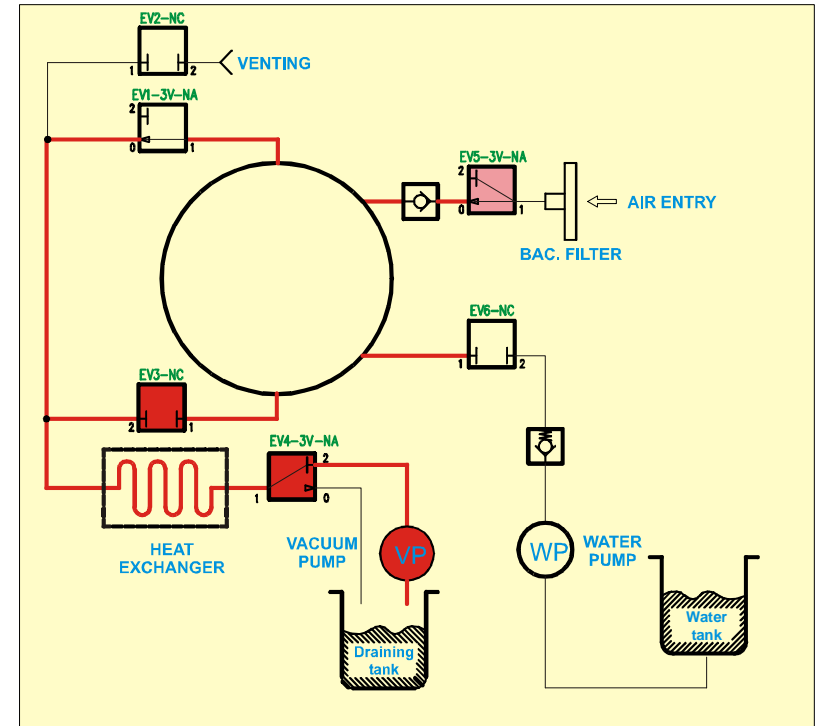 EV2-NC
1
2
VENTING
EV1-3V-NA
2
0
1
EV5-3V-NA
2
0
1
AIR ENTRY
BAC. FILTER
EV6-NC
1
2
EV3-NC
2
1
EV4-3V-NA
2
1
0
HEAT
EXCHANGER
VACUUM
PUMP
VP
WP
WATER
PUMP
Draining
tank
Water
tank